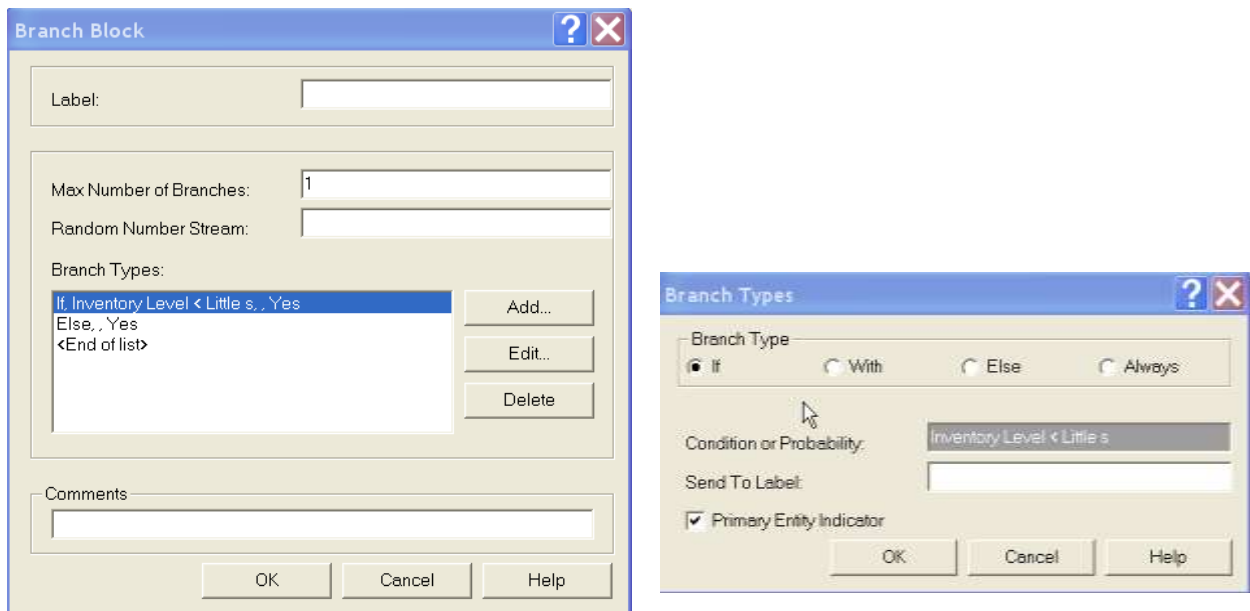 Branch Block
Label:
Max Number of Branches: 1
Random Number Stream:
Branch Types:
If, Inventory Level < Little s, , Yes
Else, , Yes
<End of list>
Add...
Edit...
Delete
Comments
OK Cancel Help
Branch Types
Branch Type
If With Else Always
Condition or Probability: Inventory Level < Little s
Send To Label:
Primary Entity Indicator
OK Cancel Help